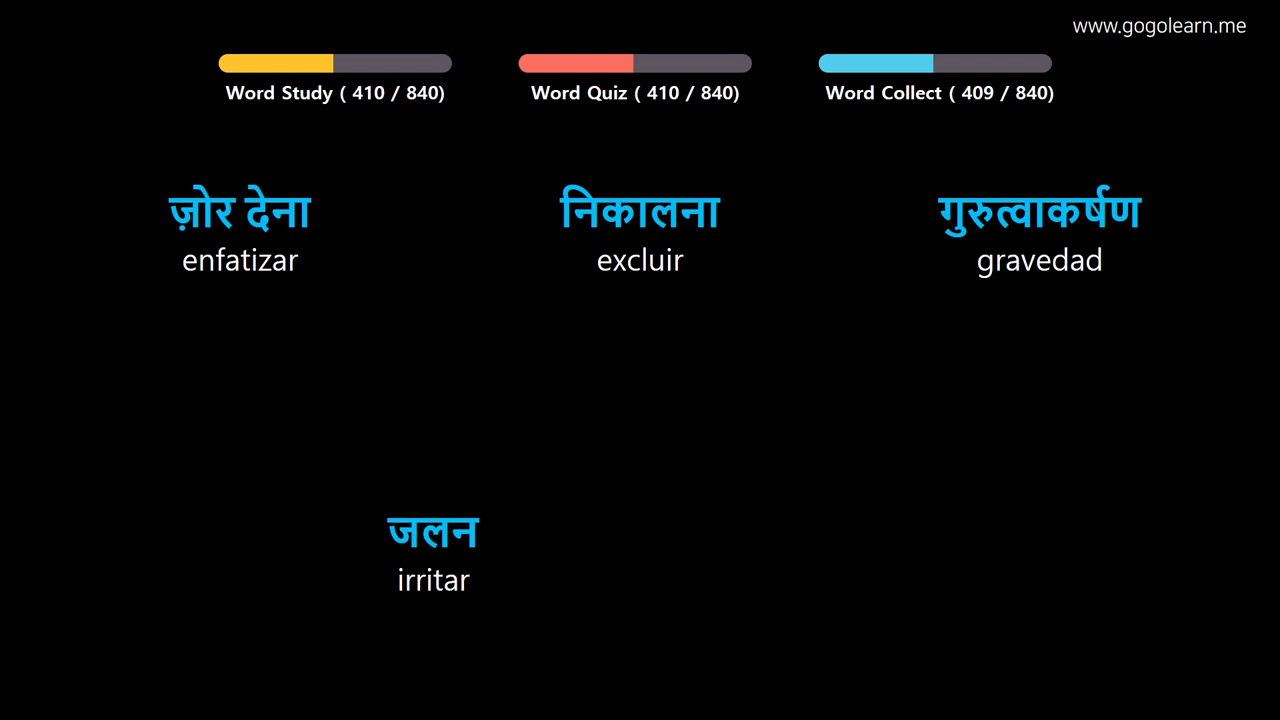 www.gogolearn.me
Word Study ( 410 / 840)
Word Quiz ( 410 / 840)
Word Collect ( 409 / 840)
ज़ोर देना
enfatizar
निकालना
excluir
गुरुत्वाकर्षण
gravedad
जलन
irritar